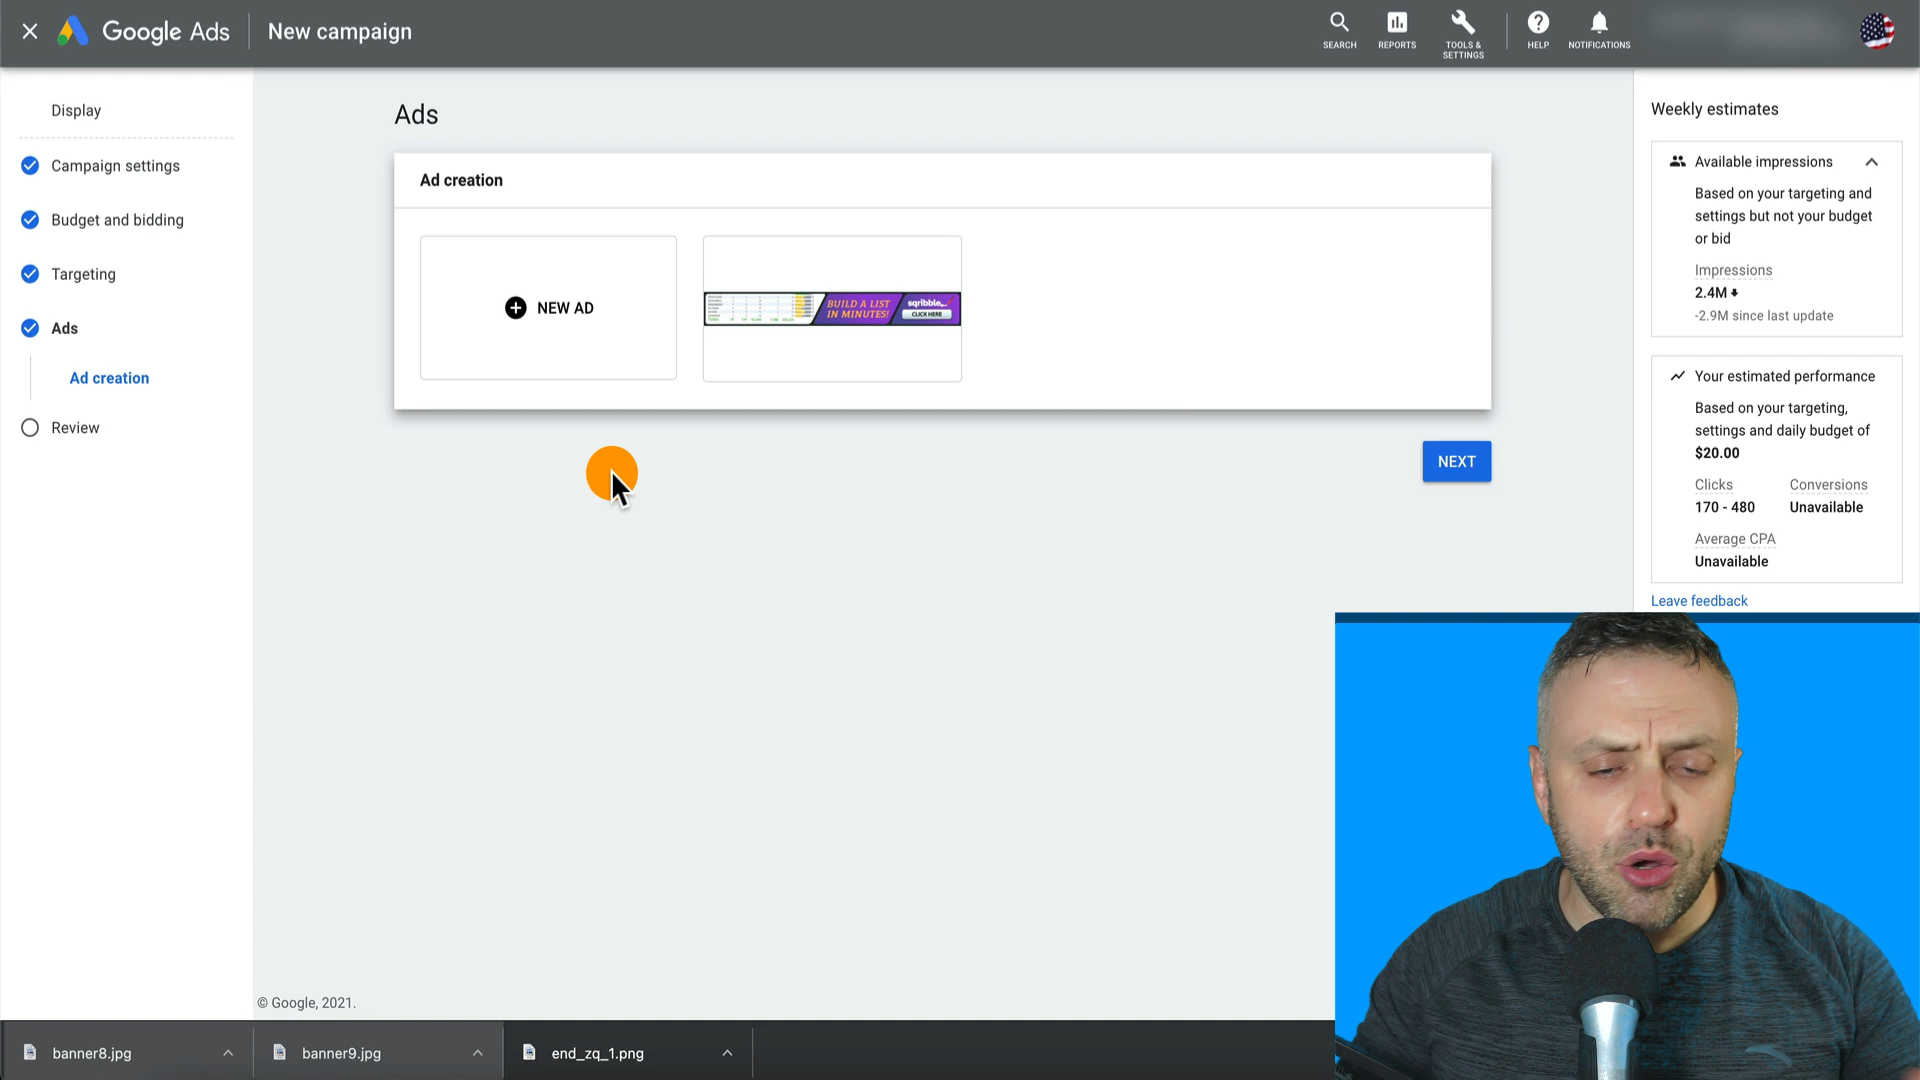 Google Ads
New campaign
SEARCH
REPORTS
TOOLS &
SETTINGS
HELP
NOTIFICATIONS
Display
Campaign settings
Budget and bidding
Targeting
Ads
Ad creation
Review
Ads
Ad creation
NEW AD
BUILD A LIST
IN MINUTES!
sqribble
CLICK HERE
NEXT
Weekly estimates
Available impressions
Based on your targeting and
settings but not your budget
or bid
Impressions
2.4M
-2.9M since last update
Your estimated performance
Based on your targeting,
settings and daily budget of
$20.00
Clicks
Conversions
170 - 480
Unavailable
Average CPA
Unavailable
Leave feedback
© Google, 2021.
banner8.jpg
banner9.jpg
end_zq_1.png